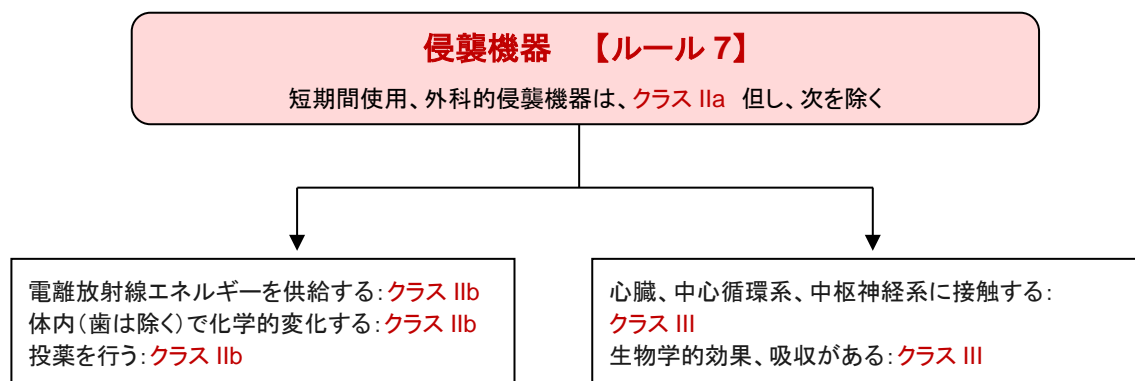 侵襲機器　【ルール 7】
短期間使用、外科的侵襲機器は、クラス IIa 但し、次を除く
電離放射線エネルギーを供給する：クラス IIb
体内（歯は除く）で化学的変化する：クラス IIb
投薬を行う：クラス IIb
心臓、中心循環系、中枢神経系に接触する：
クラス III
生物学的効果、吸収がある：クラス III